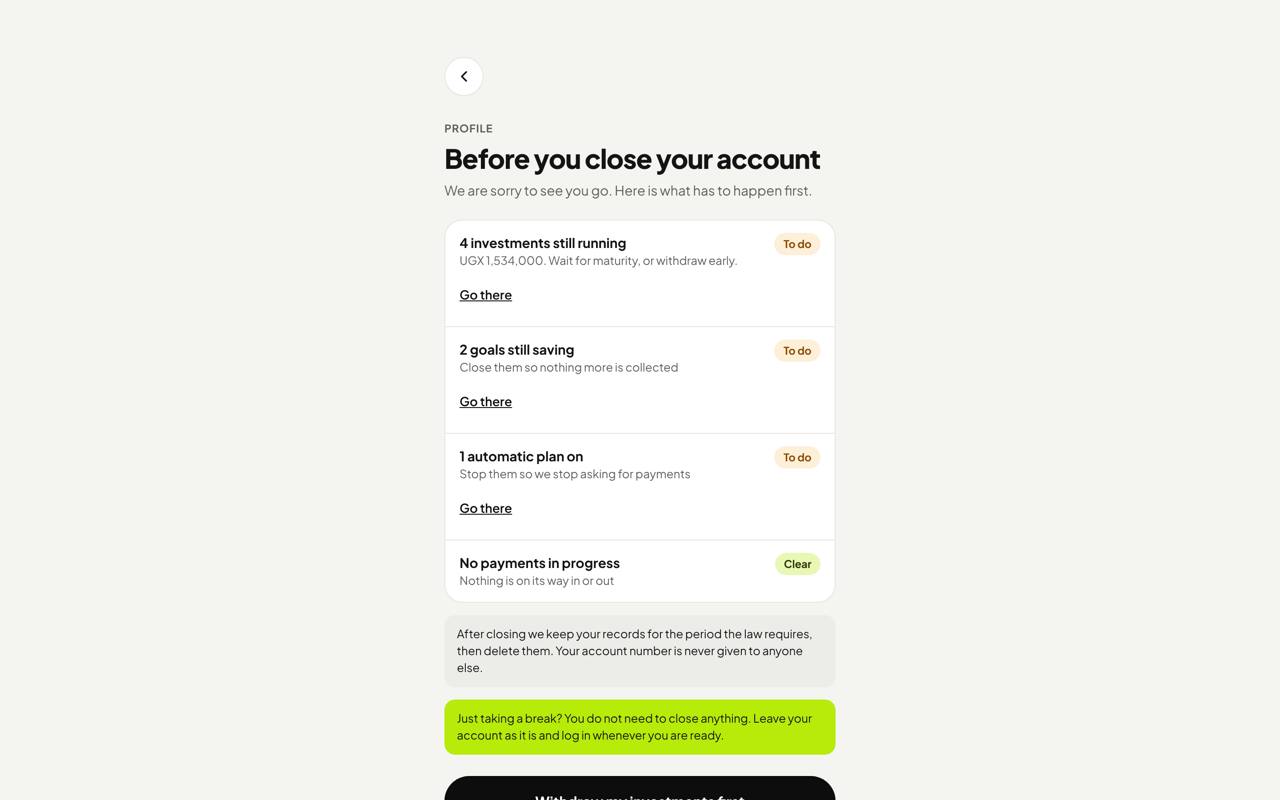 PROFILE
Before you close your account
We are sorry to see you go. Here is what has to happen first.
4 investments still running
To do
UGX 1,534,000. Wait for maturity, or withdraw early.
Go there
2 goals still saving
To do
Close them so nothing more is collected
Go there
1 automatic plan on
To do
Stop them so we stop asking for payments
Go there
No payments in progress
Clear
Nothing is on its way in or out
After closing we keep your records for the period the law requires,
then delete them. Your account number is never given to anyone
else.
Just taking a break? You do not need to close anything. Leave your
account as it is and log in whenever you are ready.
Withdraw my investments first